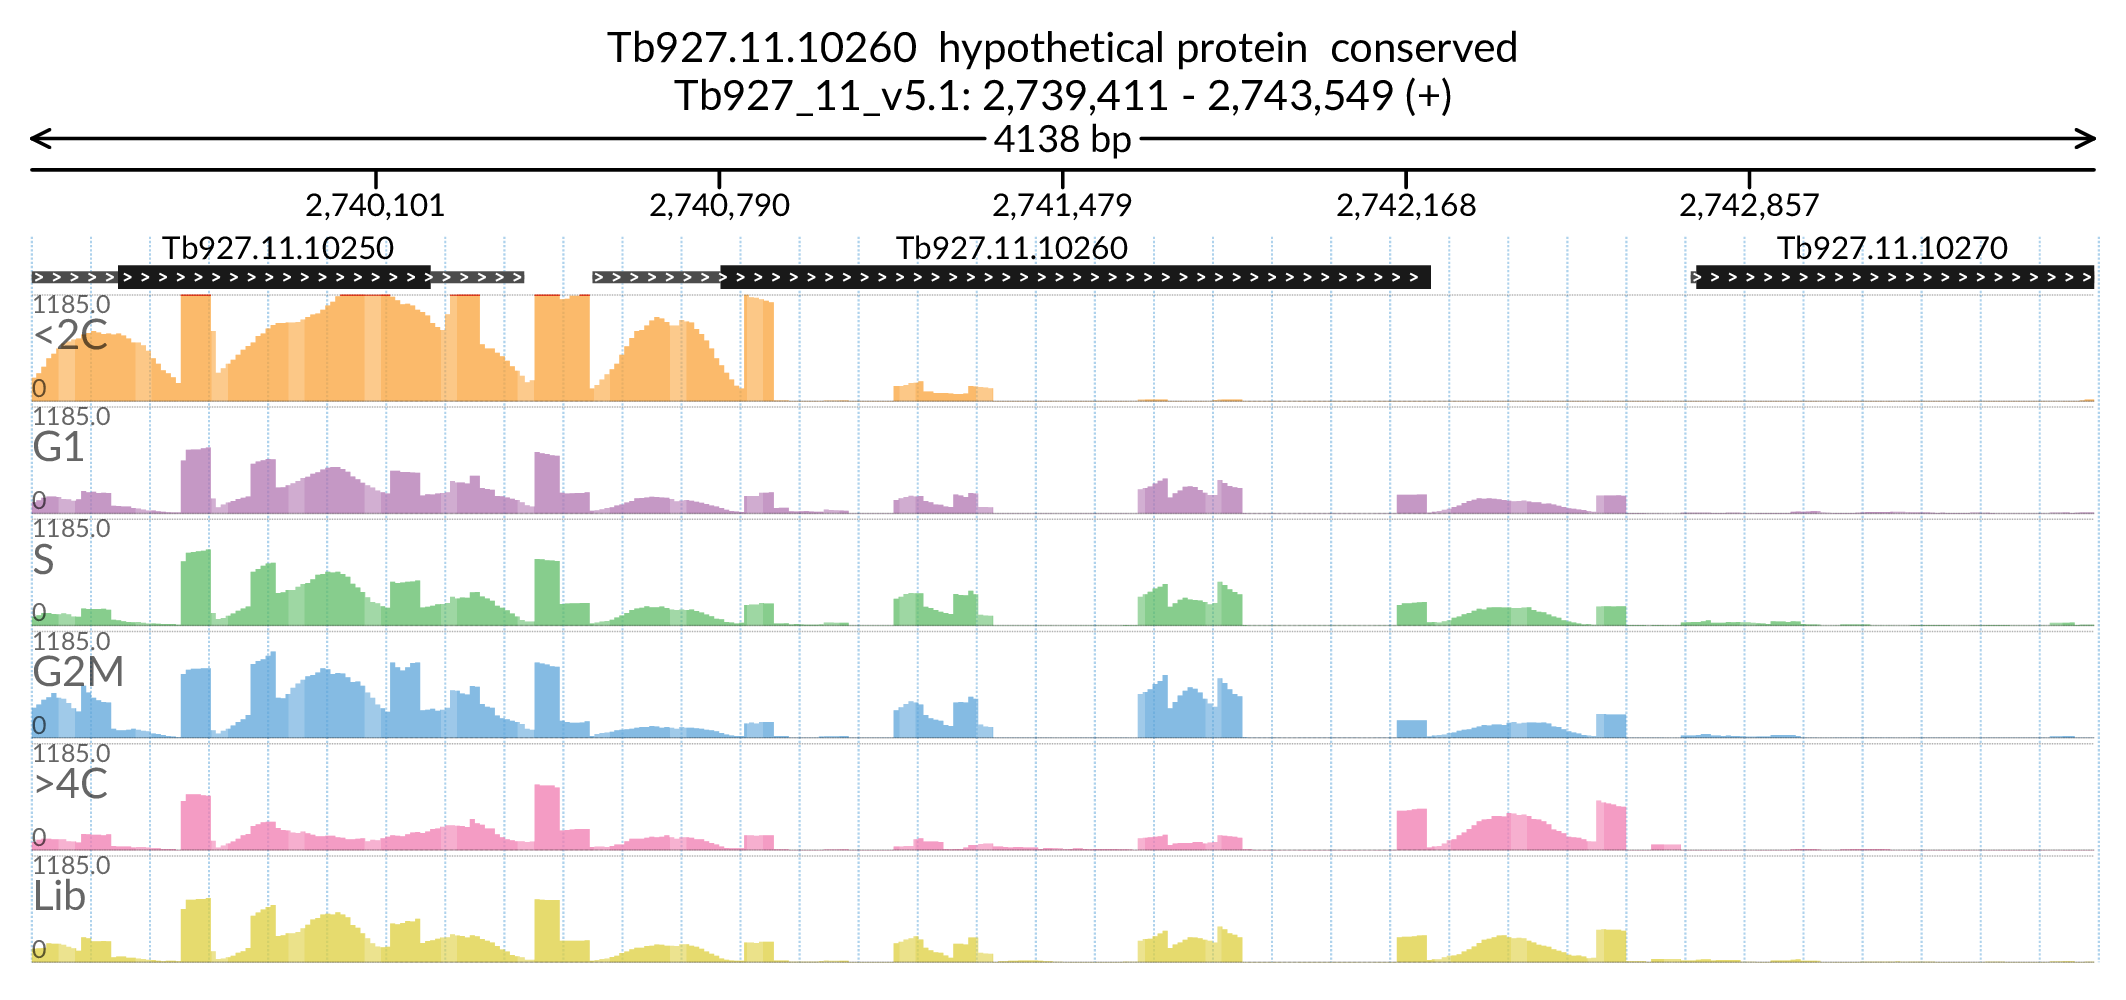 Tb927.11.10260  hypothetical protein  conserved
Tb927_11_v5.1: 2,739,411 - 2,743,549 (+)
4138 bp
2,740,101 2,740,790 2,741,479 2,742,168 2,742,857
Tb927.11.10250 Tb927.11.10260 Tb927.11.10270
1185.0
<2C
0
1185.0
G1
0
1185.0
S
0
1185.0
G2M
0
1185.0
>4C
0
1185.0
Lib
0